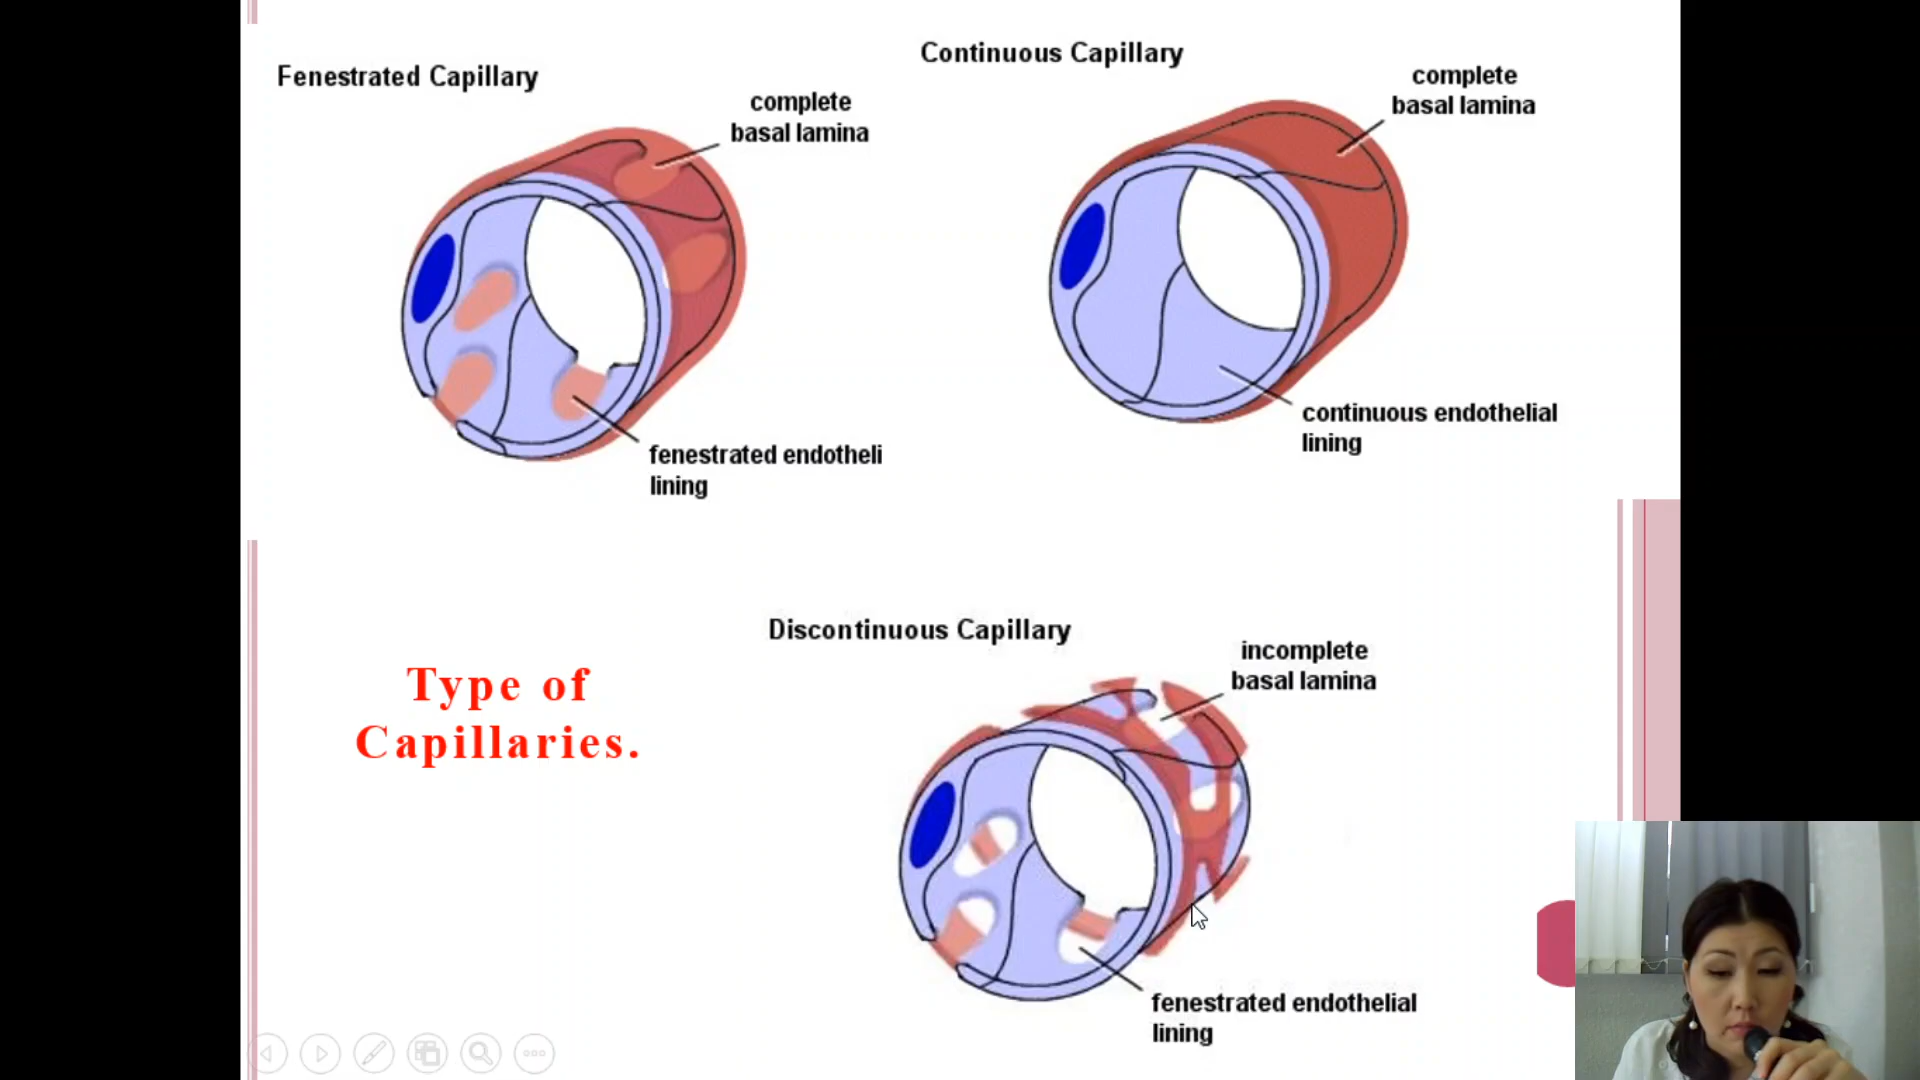 Fenestrated Capillary
complete
basal lamina
fenestrated endotheli
lining
Continuous Capillary
complete
basal lamina
continuous endothelial
lining
Type of
Capillaries.
Discontinuous Capillary
incomplete
basal lamina
fenestrated endothelial
lining